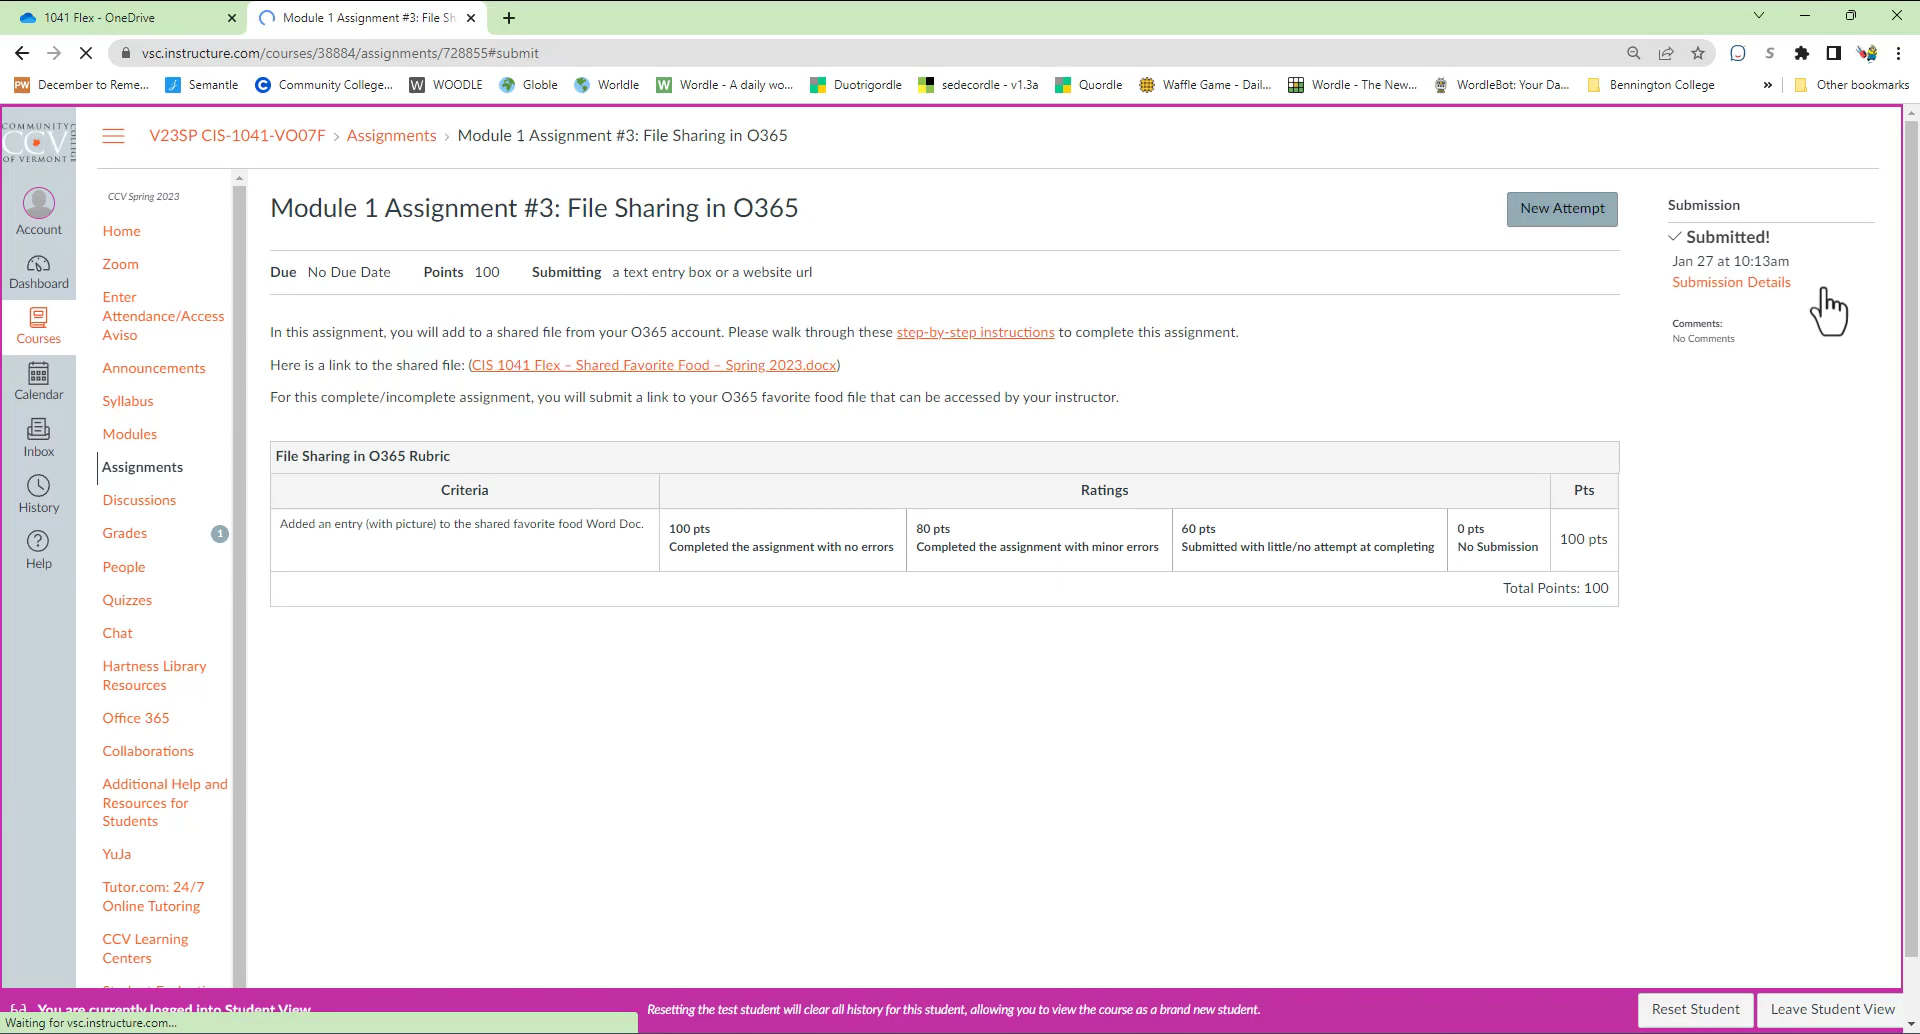 1041 Flex - OneDrive
Module 1 Assignment #3: File Sh
vsc.instructure.com/courses/38884/assignments/728855#submit
December to Reme...
Semantle
Community College...
WOODLE
Globle
Worldle
Wordle - A daily wo...
Duotrigordle
sedecordle - v1.3a
Quordle
Waffle Game - Dail...
Wordle - The New...
WordleBot: Your Da...
Bennington College
»
Other bookmarks
COMMUNITY
CCV
COLLEGE
OF VERMONT
V23SP CIS-1041-VO07F > Assignments > Module 1 Assignment #3: File Sharing in O365
Account
Dashboard
Courses
Calendar
Inbox
History
Help
CCV Spring 2023
Home
Zoom
Enter
Attendance/Access
Aviso
Announcements
Syllabus
Modules
Assignments
Discussions
Grades 1
People
Quizzes
Chat
Hartness Library
Resources
Office 365
Collaborations
Additional Help and
Resources for
Students
YuJa
Tutor.com: 24/7
Online Tutoring
CCV Learning
Centers
Module 1 Assignment #3: File Sharing in O365
New Attempt
Due No Due Date Points 100 Submitting a text entry box or a website url
In this assignment, you will add to a shared file from your O365 account. Please walk through these step-by-step instructions to complete this assignment.
Here is a link to the shared file: (CIS 1041 Flex – Shared Favorite Food – Spring 2023.docx)
For this complete/incomplete assignment, you will submit a link to your O365 favorite food file that can be accessed by your instructor.
File Sharing in O365 Rubric
Criteria Ratings Pts
Added an entry (with picture) to the shared favorite food Word Doc.
100 pts
Completed the assignment with no errors
80 pts
Completed the assignment with minor errors
60 pts
Submitted with little/no attempt at completing
0 pts
No Submission
100 pts
Total Points: 100
Submission
Submitted!
Jan 27 at 10:13am
Submission Details
Comments:
No Comments
You are currently logged into Student View
Resetting the test student will clear all history for this student, allowing you to view the course as a brand new student.
Reset Student
Leave Student View
Waiting for vsc.instructure.com...